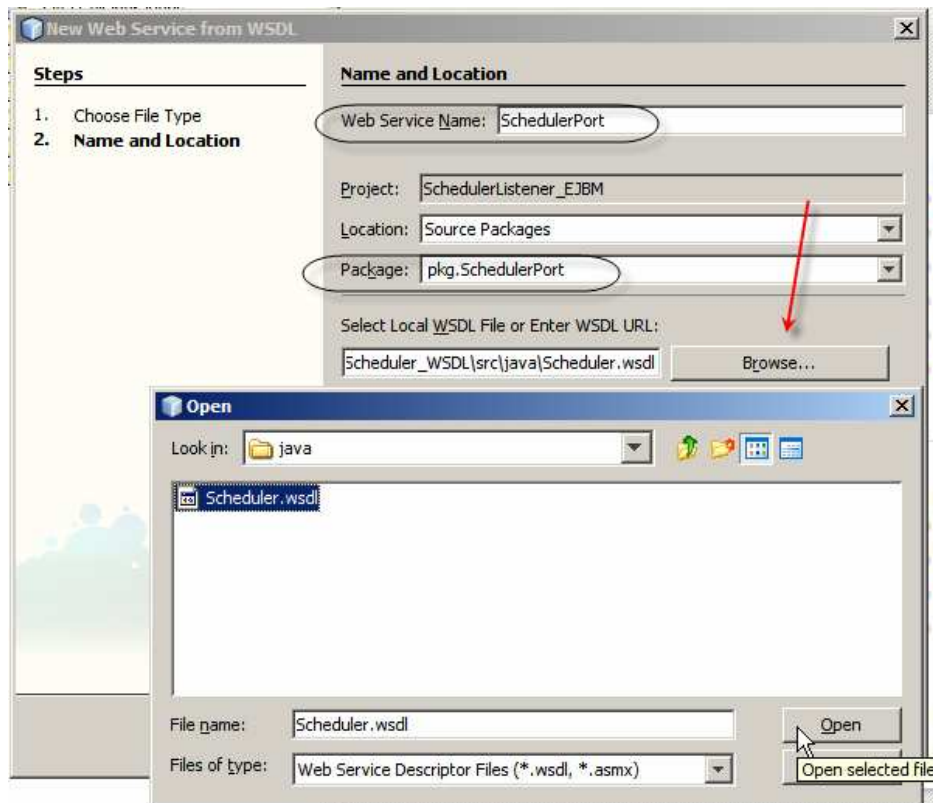 New Web Service from WSDL
Steps
1. Choose File Type
2. Name and Location
Name and Location
Web Service Name: SchedulerPort
Project: SchedulerListener_EJBM
Location: Source Packages
Package: pkg.SchedulerPort
Select Local WSDL File or Enter WSDL URL:
Scheduler_WSDL\src\java\Scheduler.wsdl Browse...
Open
Look in: java
Scheduler.wsdl
File name: Scheduler.wsdl Open
Files of type: Web Service Descriptor Files (*.wsdl, *.asmx)
Open selected file